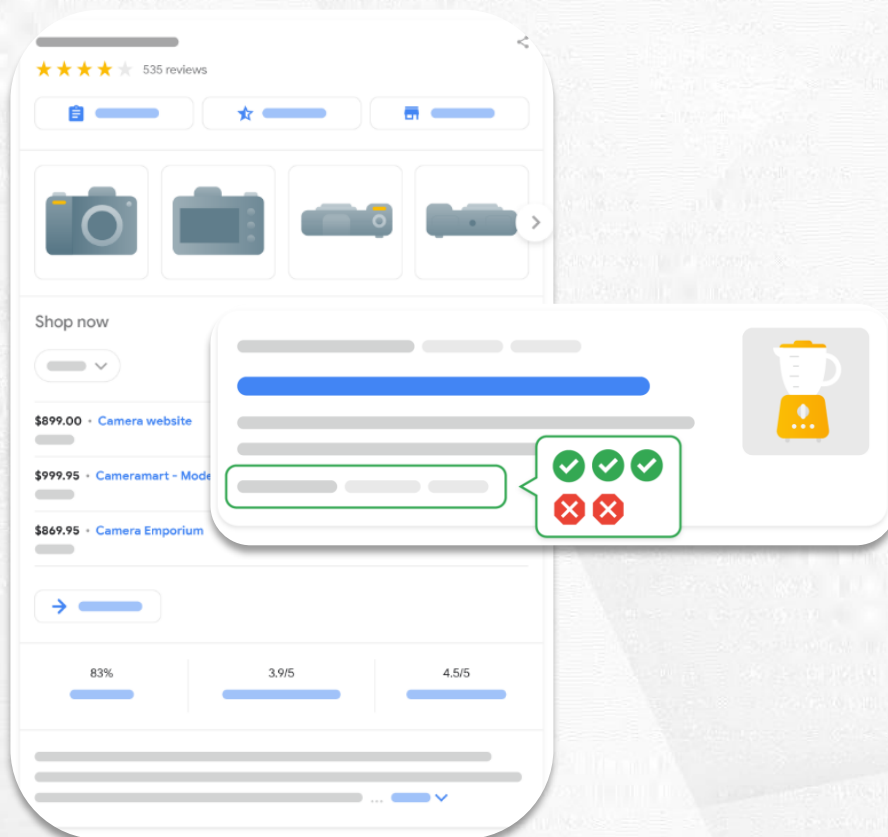 535 reviews
Shop now
$899.00 · Camera website
$999.95 · Cameramart - Mode
$869.95 · Camera Emporium
83%
3.9/5
4.5/5
...